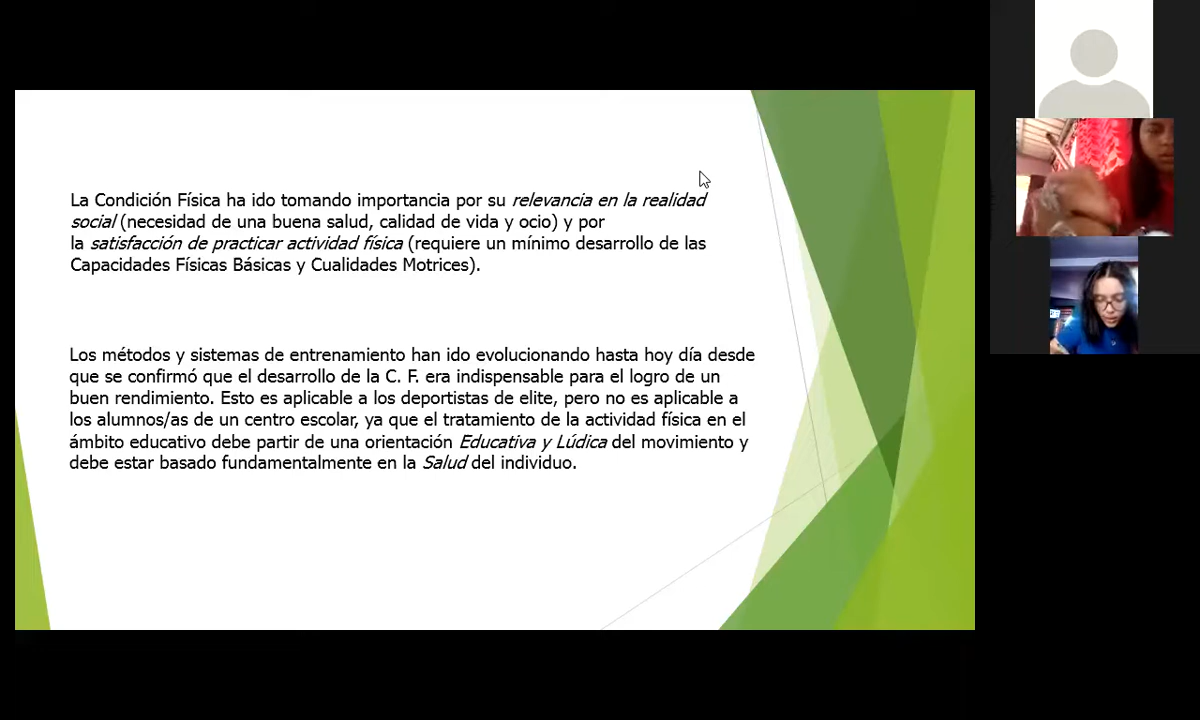 La Condición Física ha ido tomando importancia por su relevancia en la realidad
social (necesidad de una buena salud, calidad de vida y ocio) y por
la satisfacción de practicar actividad física (requiere un mínimo desarrollo de las
Capacidades Físicas Básicas y Cualidades Motrices).
Los métodos y sistemas de entrenamiento han ido evolucionando hasta hoy día desde
que se confirmó que el desarrollo de la C. F. era indispensable para el logro de un
buen rendimiento. Esto es aplicable a los deportistas de elite, pero no es aplicable a
los alumnos/as de un centro escolar, ya que el tratamiento de la actividad física en el
ámbito educativo debe partir de una orientación Educativa y Lúdica del movimiento y
debe estar basado fundamentalmente en la Salud del individuo.